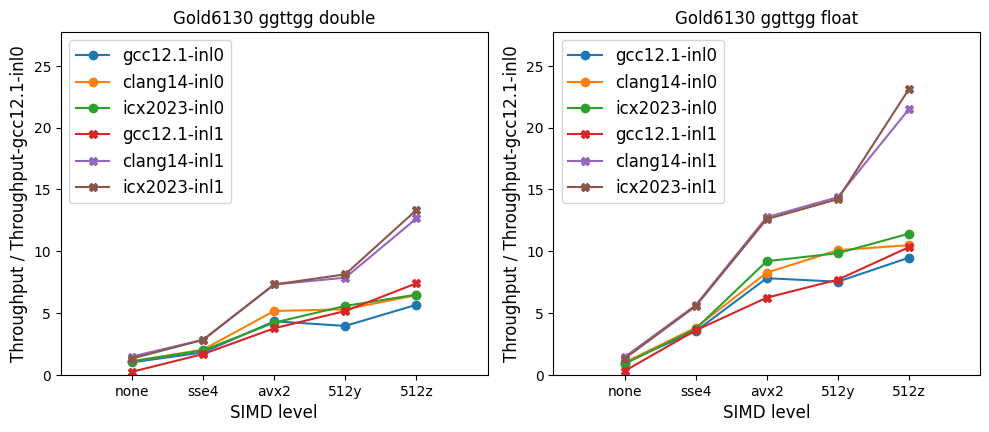 Gold6130 ggttgg double
Throughput / Throughput-gcc12.1-inl0
25
20
15
10
5
0
gcc12.1-inl0
clang14-inl0
icx2023-inl0
gcc12.1-inl1
clang14-inl1
icx2023-inl1
none sse4 avx2 512y 512z
SIMD level
Gold6130 ggttgg float
Throughput / Throughput-gcc12.1-inl0
25
20
15
10
5
0
gcc12.1-inl0
clang14-inl0
icx2023-inl0
gcc12.1-inl1
clang14-inl1
icx2023-inl1
none sse4 avx2 512y 512z
SIMD level